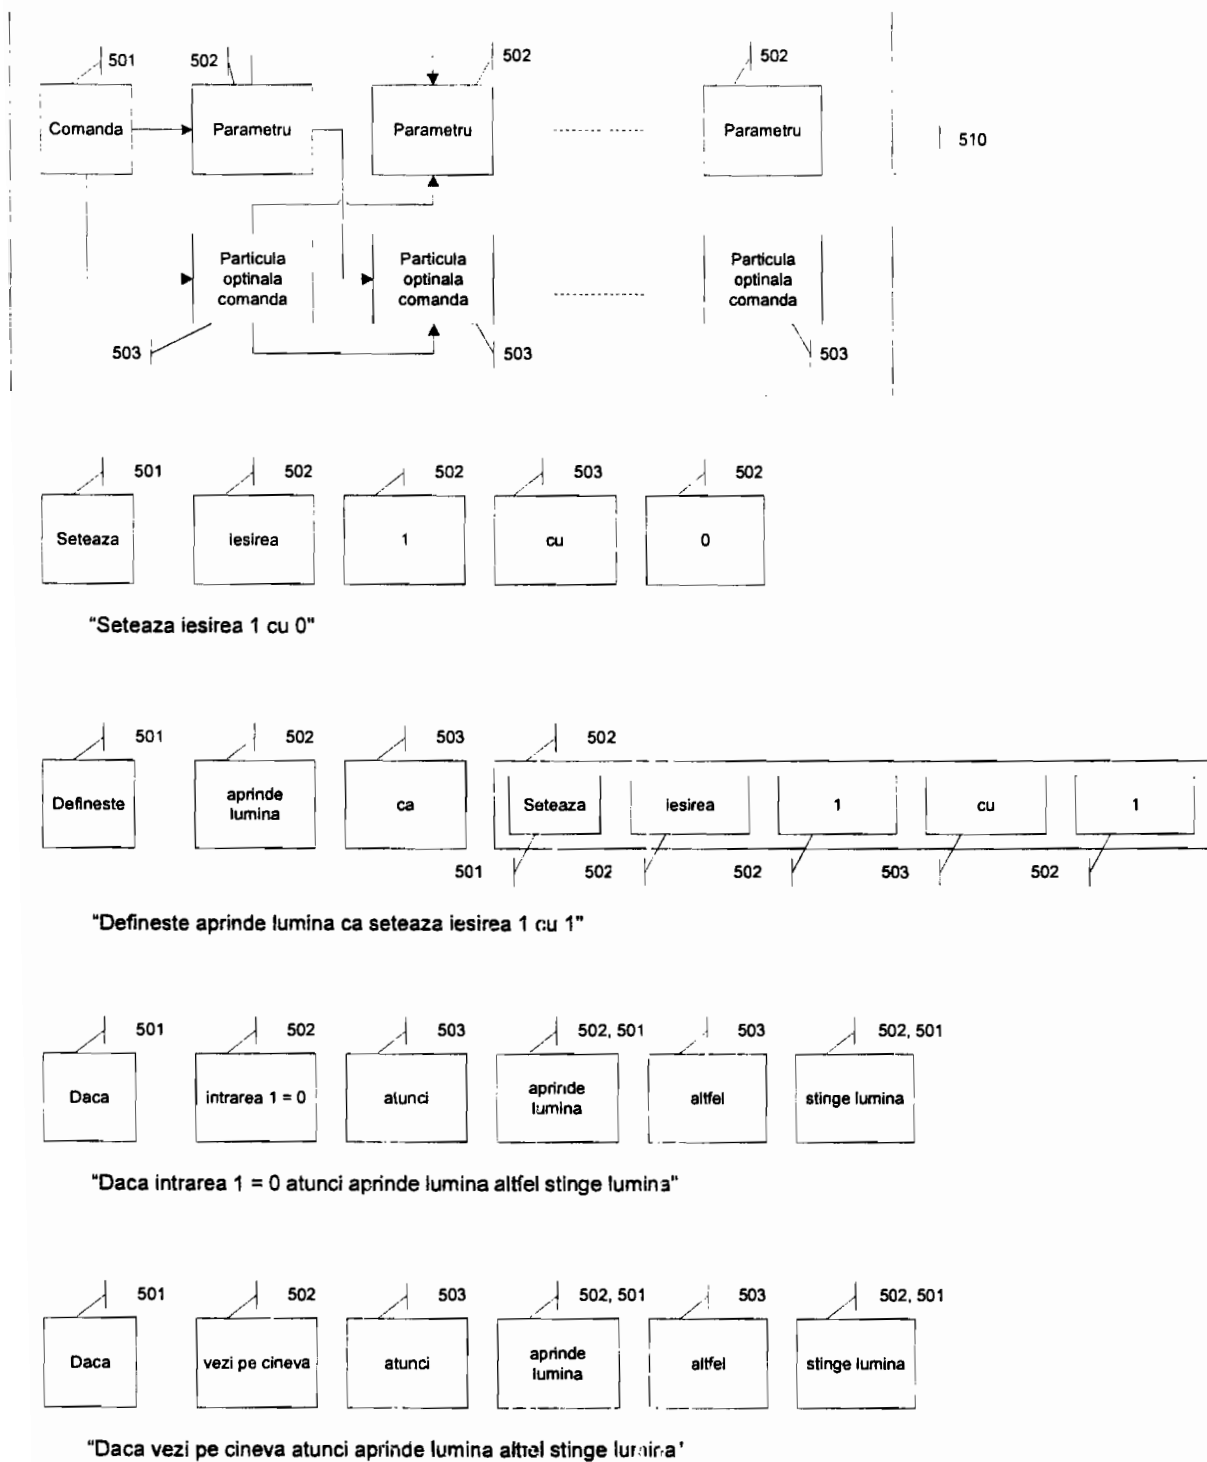 501 502 502 502
Comanda Parametru Parametru Parametru
510
Particula Particula Particula
optinala optinala optinala
comanda comanda comanda
503 503 503
501 502 502 503 502
Seteaza iesirea 1 cu 0
"Seteaza iesirea 1 cu 0"
501 502 503 502
Defineste aprinde lumina ca Seteaza iesirea 1 cu 1
501 502 502 503 502
"Defineste aprinde lumina ca seteaza iesirea 1 cu 1"
501 502 503 502, 501 503 502, 501
Daca intrarea 1 = 0 atunci aprinde lumina altfel stinge lumina
"Daca intrarea 1 = 0 atunci aprinde lumina altfel stinge lumina"
501 502 503 502, 501 503 502, 501
Daca vezi pe cineva atunci aprinde lumina altfel stinge lumina
"Daca vezi pe cineva atunci aprinde lumina altfel stinge lumina"